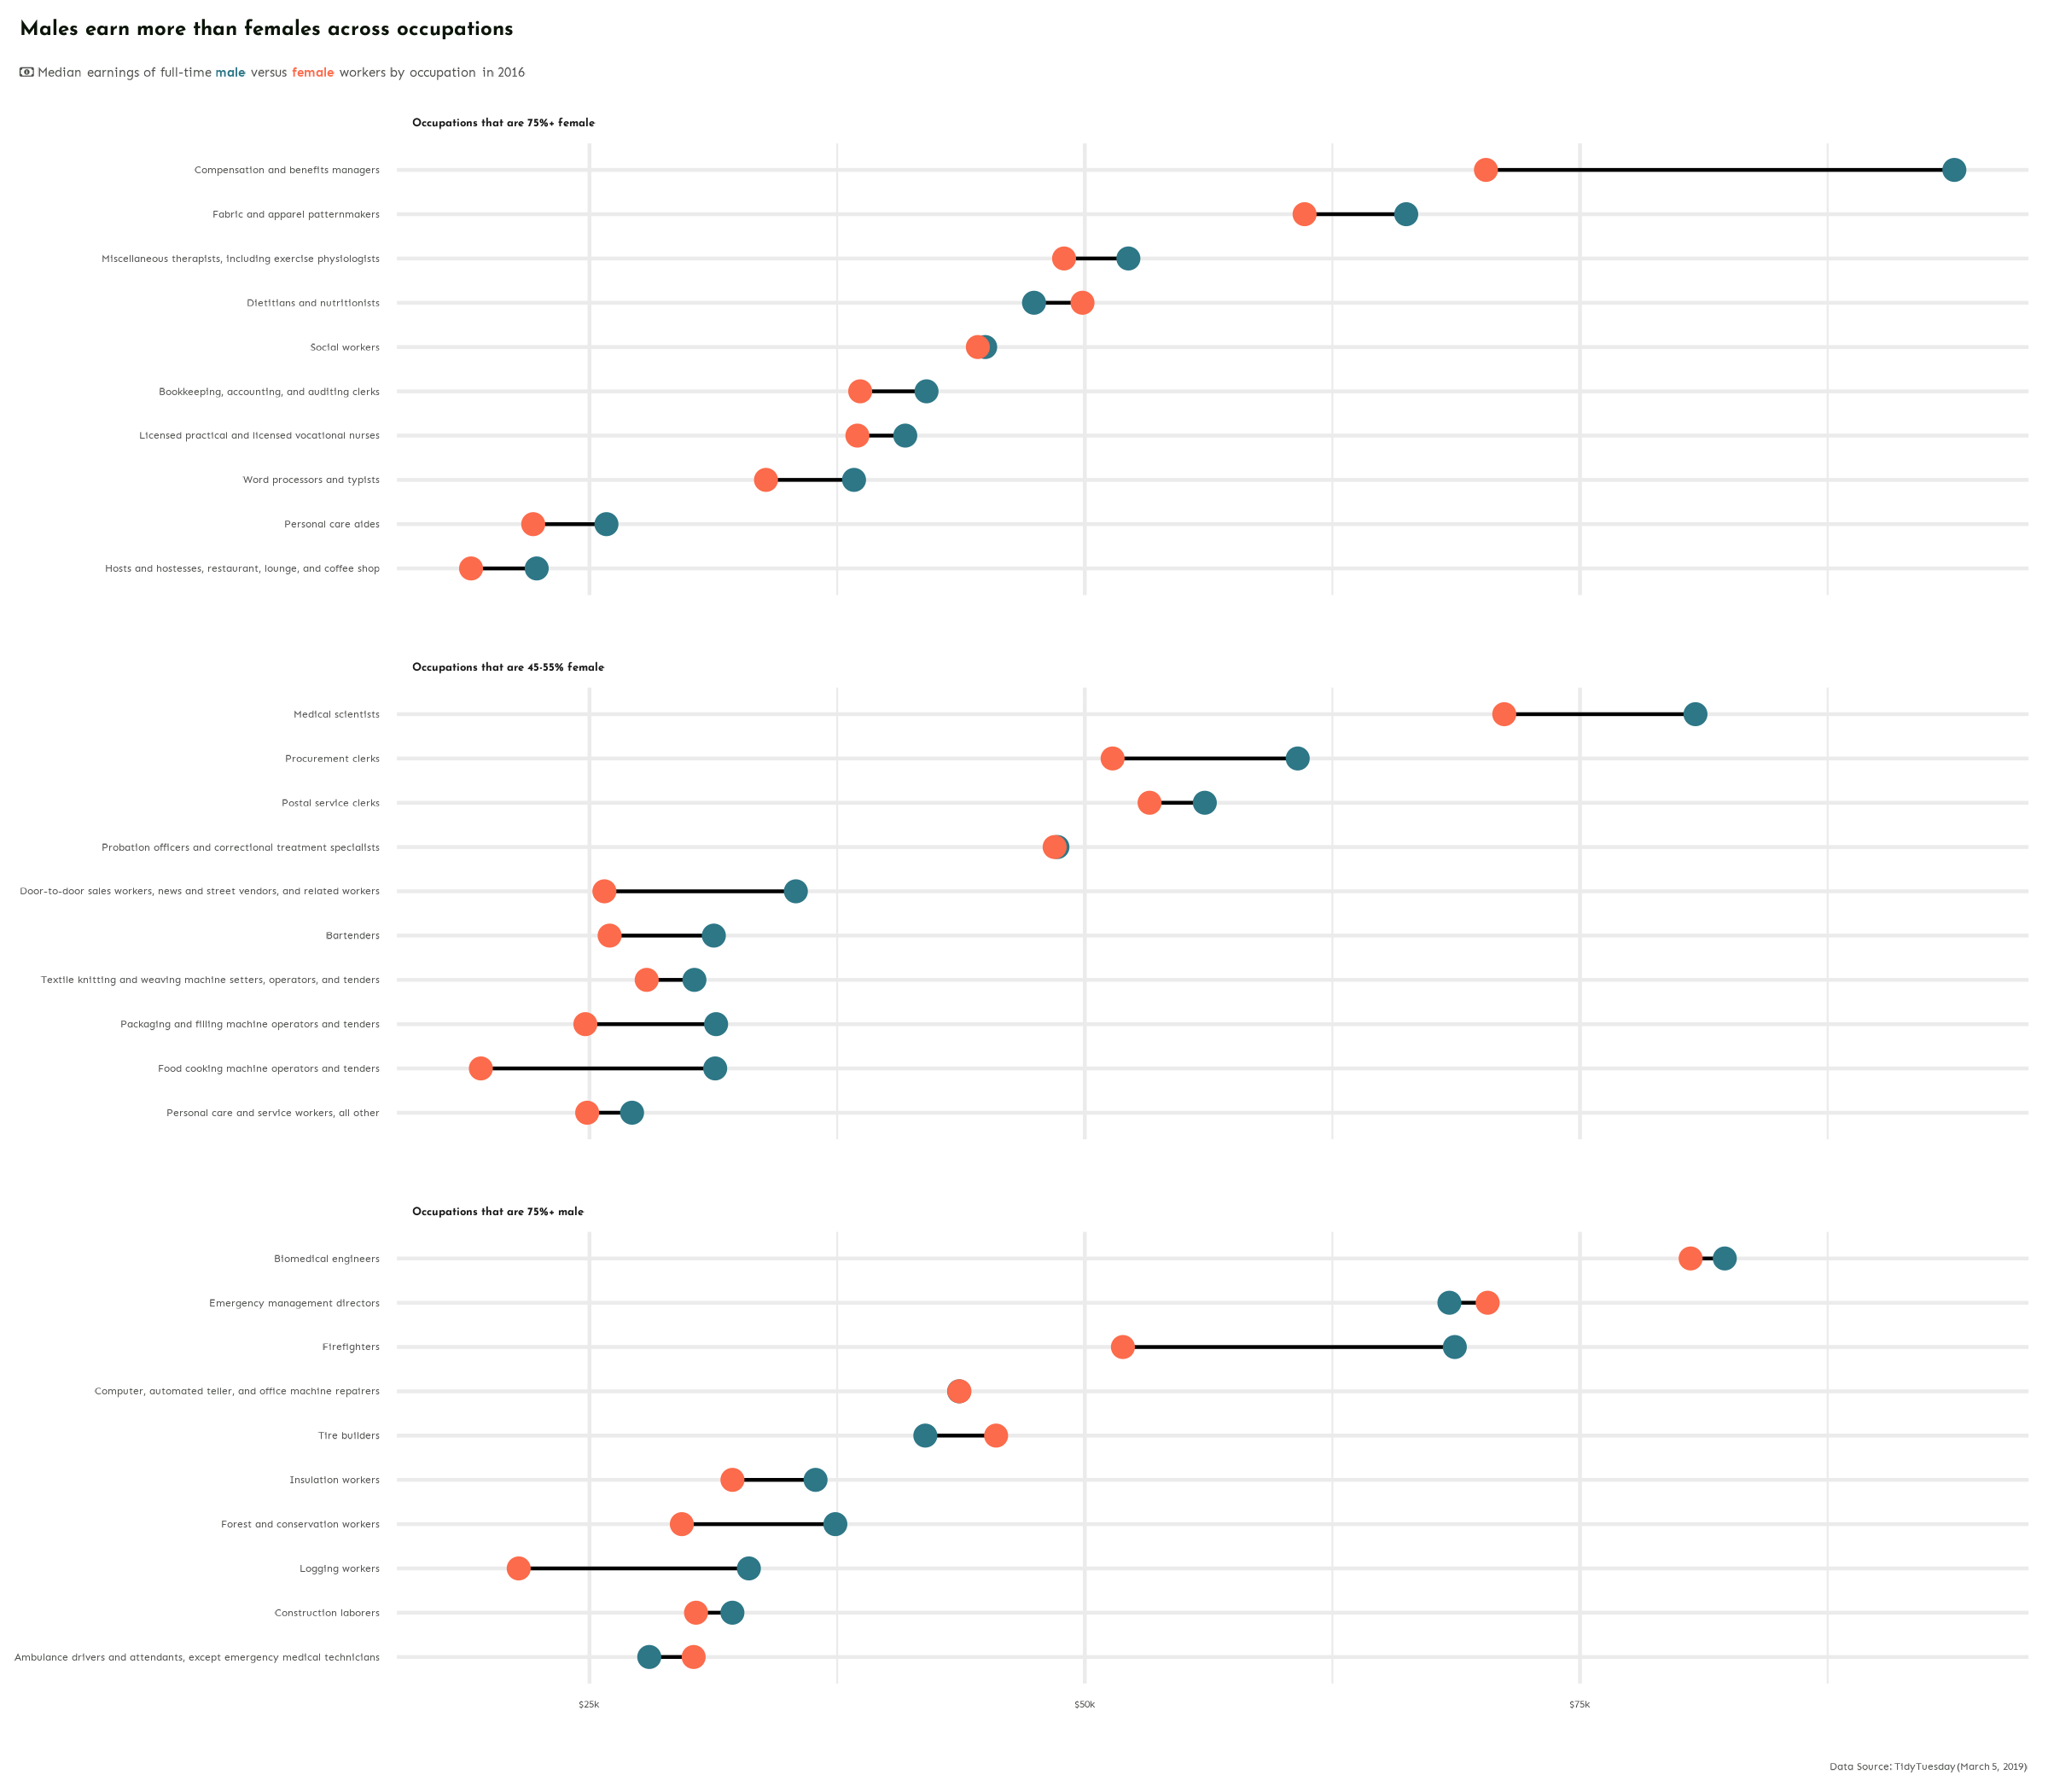 Males earn more than females across occupations
Median earnings of full-time male versus female workers by occupation in 2016
Occupations that are 75%+ female
Compensation and benefits managers
Fabric and apparel patternmakers
Miscellaneous therapists, including exercise physiologists
Dietitians and nutritionists
Social workers
Bookkeeping, accounting, and auditing clerks
Licensed practical and licensed vocational nurses
Word processors and typists
Personal care aides
Hosts and hostesses, restaurant, lounge, and coffee shop
Occupations that are 45-55% female
Medical scientists
Procurement clerks
Postal service clerks
Probation officers and correctional treatment specialists
Door-to-door sales workers, news and street vendors, and related workers
Bartenders
Textile knitting and weaving machine setters, operators, and tenders
Packaging and filling machine operators and tenders
Food cooking machine operators and tenders
Personal care and service workers, all other
Occupations that are 75%+ male
Biomedical engineers
Emergency management directors
Firefighters
Computer, automated teller, and office machine repairers
Tire builders
Insulation workers
Forest and conservation workers
Logging workers
Construction laborers
Ambulance drivers and attendants, except emergency medical technicians
$25k $50k $75k
Data Source: TidyTuesday (March 5, 2019)